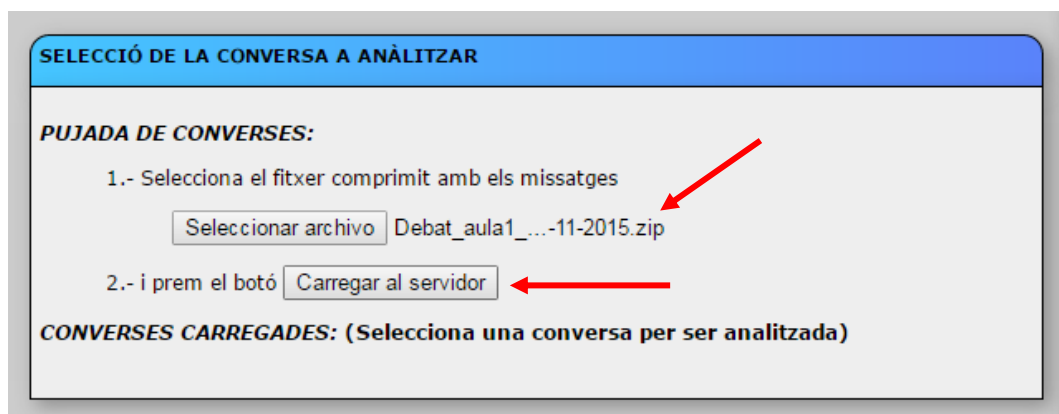 SELECCIÓ DE LA CONVERSA A ANÀLITZAR
PUJADA DE CONVERSES:
1.- Selecciona el fitxer comprimit amb els missatges
Seleccionar archivo Debat_aula1_...-11-2015.zip
2.- i prem el botó Carregar al servidor
CONVERSES CARREGADES: (Selecciona una conversa per ser analitzada)